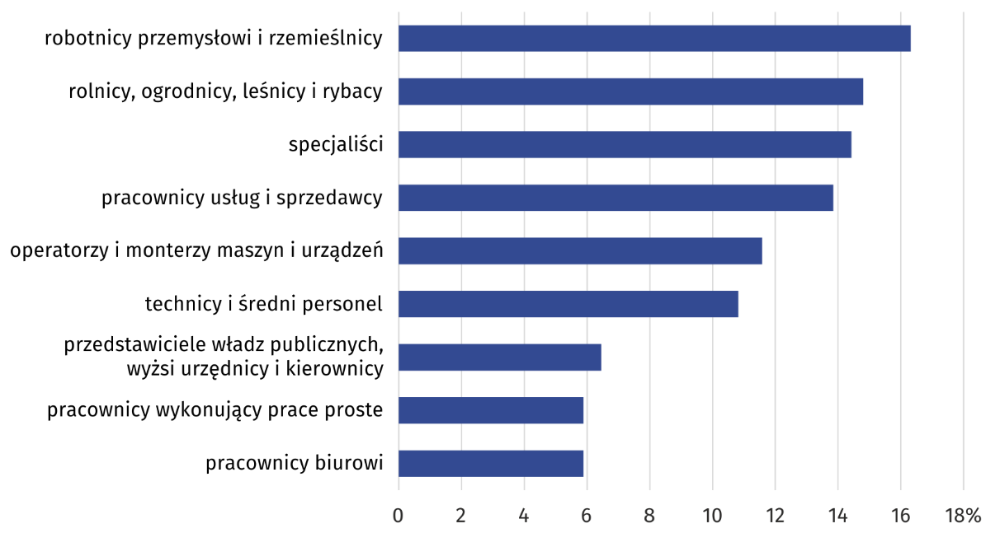 robotnicy przemysłowi i rzemieślnicy
rolnicy, ogrodnicy, leśnicy i rybacy
specjaliści
pracownicy usług i sprzedawcy
operatorzy i monterzy maszyn i urządzeń
technicy i średni personel
przedstawiciele władz publicznych,
wyżsi urzędnicy i kierownicy
pracownicy wykonujący prace proste
pracownicy biurowi
0 2 4 6 8 10 12 14 16 18%